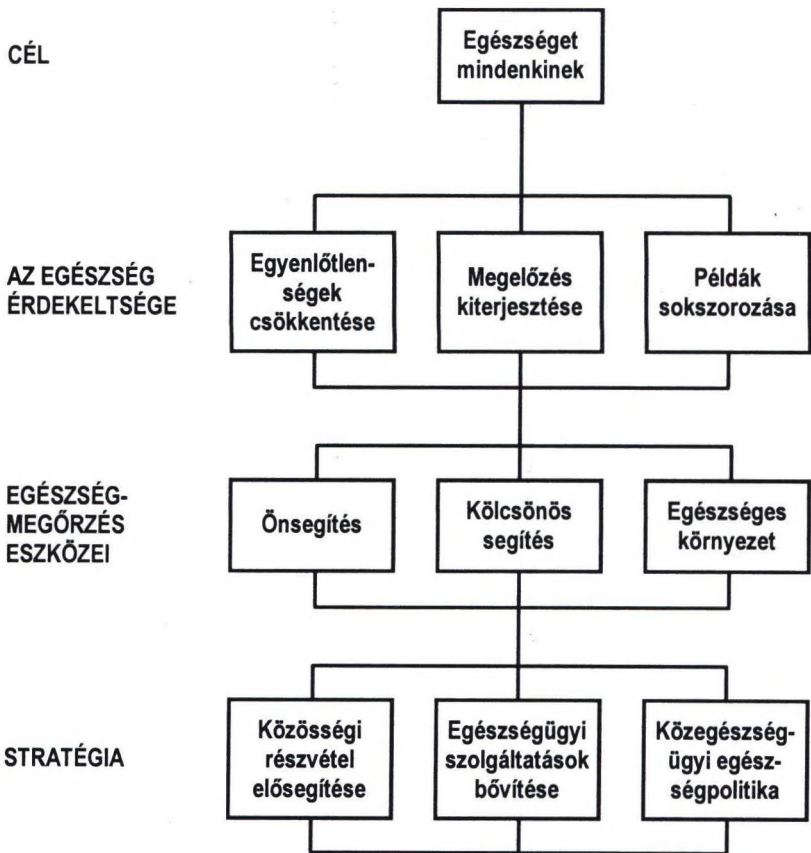 CÉL
Egészséget
mindenkinek
AZ EGÉSZSÉG
ÉRDEKELTSÉGE
Egyenlőtlen-
ségek
csökkentése
Megelőzés
kiterjesztése
Példák
sokszorozása
EGÉSZSÉG-
MEGŐRZÉS
ESZKÖZEI
Önsegítés
Kölcsönös
segítés
Egészséges
környezet
STRATÉGIA
Közösségi
részvétel
elősegítése
Egészségügyi
szolgáltatások
bővítése
Közegészség-
ügyi egész-
ségpolitika